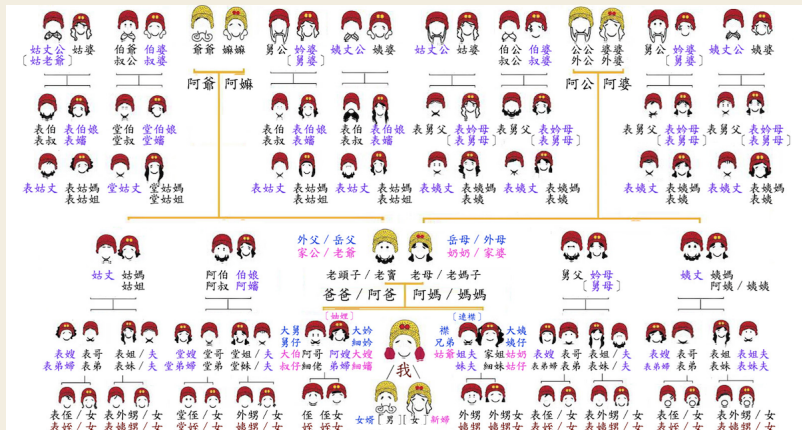 姑丈公 姑婆 伯公 伯婆 爺爺 嫲嫲 舅公 妗婆 姨丈公 姨婆 姑丈公 姑婆 伯公 伯婆 公公 婆婆 舅公 妗婆 姨丈公 姨婆
〔姑老爺〕 叔公 叔婆 〔舅婆〕 叔公 叔婆 外公 外婆 〔舅婆〕
阿爺 阿嫲 阿公 阿婆
表伯 表伯娘 堂伯 堂伯娘 表伯 表伯娘 表伯 表伯娘 表舅父 表妗母 表舅父 表妗母 表舅父 表妗母 表舅父 表妗母
表叔 表嬸 堂叔 堂嬸 表叔 表嬸 表叔 表嬸 〔表舅母〕 〔表舅母〕 〔表舅母〕 〔表舅母〕
表姑丈 表姑媽 堂姑丈 堂姑媽 表姑丈 表姑媽 表姑丈 表姑媽 表姨丈 表姨媽 表姨丈 表姨媽 表姨丈 表姨媽 表姨丈 表姨媽
表姑姐 堂姑姐 表姑姐 表姑姐 表姨 表姨 表姨 表姨
外父/岳父 岳母/外母
家公/老爺 奶奶/家婆
姑丈 姑媽 阿伯 伯娘 老頭子/老竇 老母/老媽子 舅父 妗母 姨丈 姨媽
姑姐 阿叔 阿嬸 爸爸/阿爸 阿媽/媽媽 〔舅母〕 阿姨/姨姨
〔妯娌〕 〔連襟〕
大舅 大妗 襟 大姨
舅仔 細妗 兄弟 姨仔
表嫂 表哥 表姐/夫 堂嫂 堂哥 堂姐/夫 大伯 阿哥 阿嫂 大嫂 姑爺 姐夫 家姐 姑奶 表嫂 表哥 表姐/夫 表嫂 表哥 表姐夫
表弟婦 表弟 表妹/夫 堂弟婦 堂弟 堂妹/夫 叔仔 細佬 弟婦 細嬸 妹夫 細妹 姑仔 表弟婦 表弟 表妹/夫 表弟婦 表弟 表妹夫
/我\
表侄/女 表外甥/女 堂侄/女 堂外甥/女 侄 侄女 女婿 〔男〕 〔女〕 新婦 外甥 外甥女 表侄/女 表外甥/女 表侄/女 表外甥/女